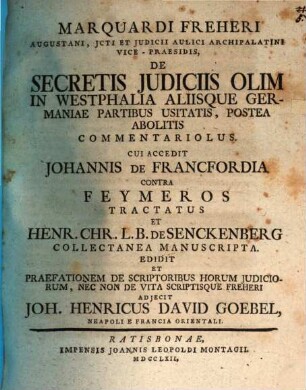 MARQUARDI FREHERI
AUGUSTANI, JCTI ET JUDICII AULICI ARCHIPALATINI
VICE-PRAESIDIS,
DE
SECRETIS JUDICIIS OLIM
IN WESTPHALIA ALIISQUE GER-
MANIAE PARTIBUS USITATIS, POSTEA
ABOLITIS
COMMENTARIOLUS.
CUI ACCEDIT
JOHANNIS DE FRANCFORDIA
CONTRA
FEYMEROS
TRACTATUS
ET
HENR. CHR. L. B. DE SENCKENBERG
COLLECTANEA MANUSCRIPTA.
EDIDIT
ET
PRAEFATIONEM DE SCRIPTORIBUS HORUM JUDICIO-
RUM, NEC NON DE VITA SCRIPTISQUE FREHERI
ADJECIT
JOH. HENRICUS DAVID GOEBEL,
NEAPOLI E FRANCIA ORIENTALI.
RATISBONAE,
IMPENSIS JOANNIS LEOPOLDI MONTAGII.
MDCCLXII.